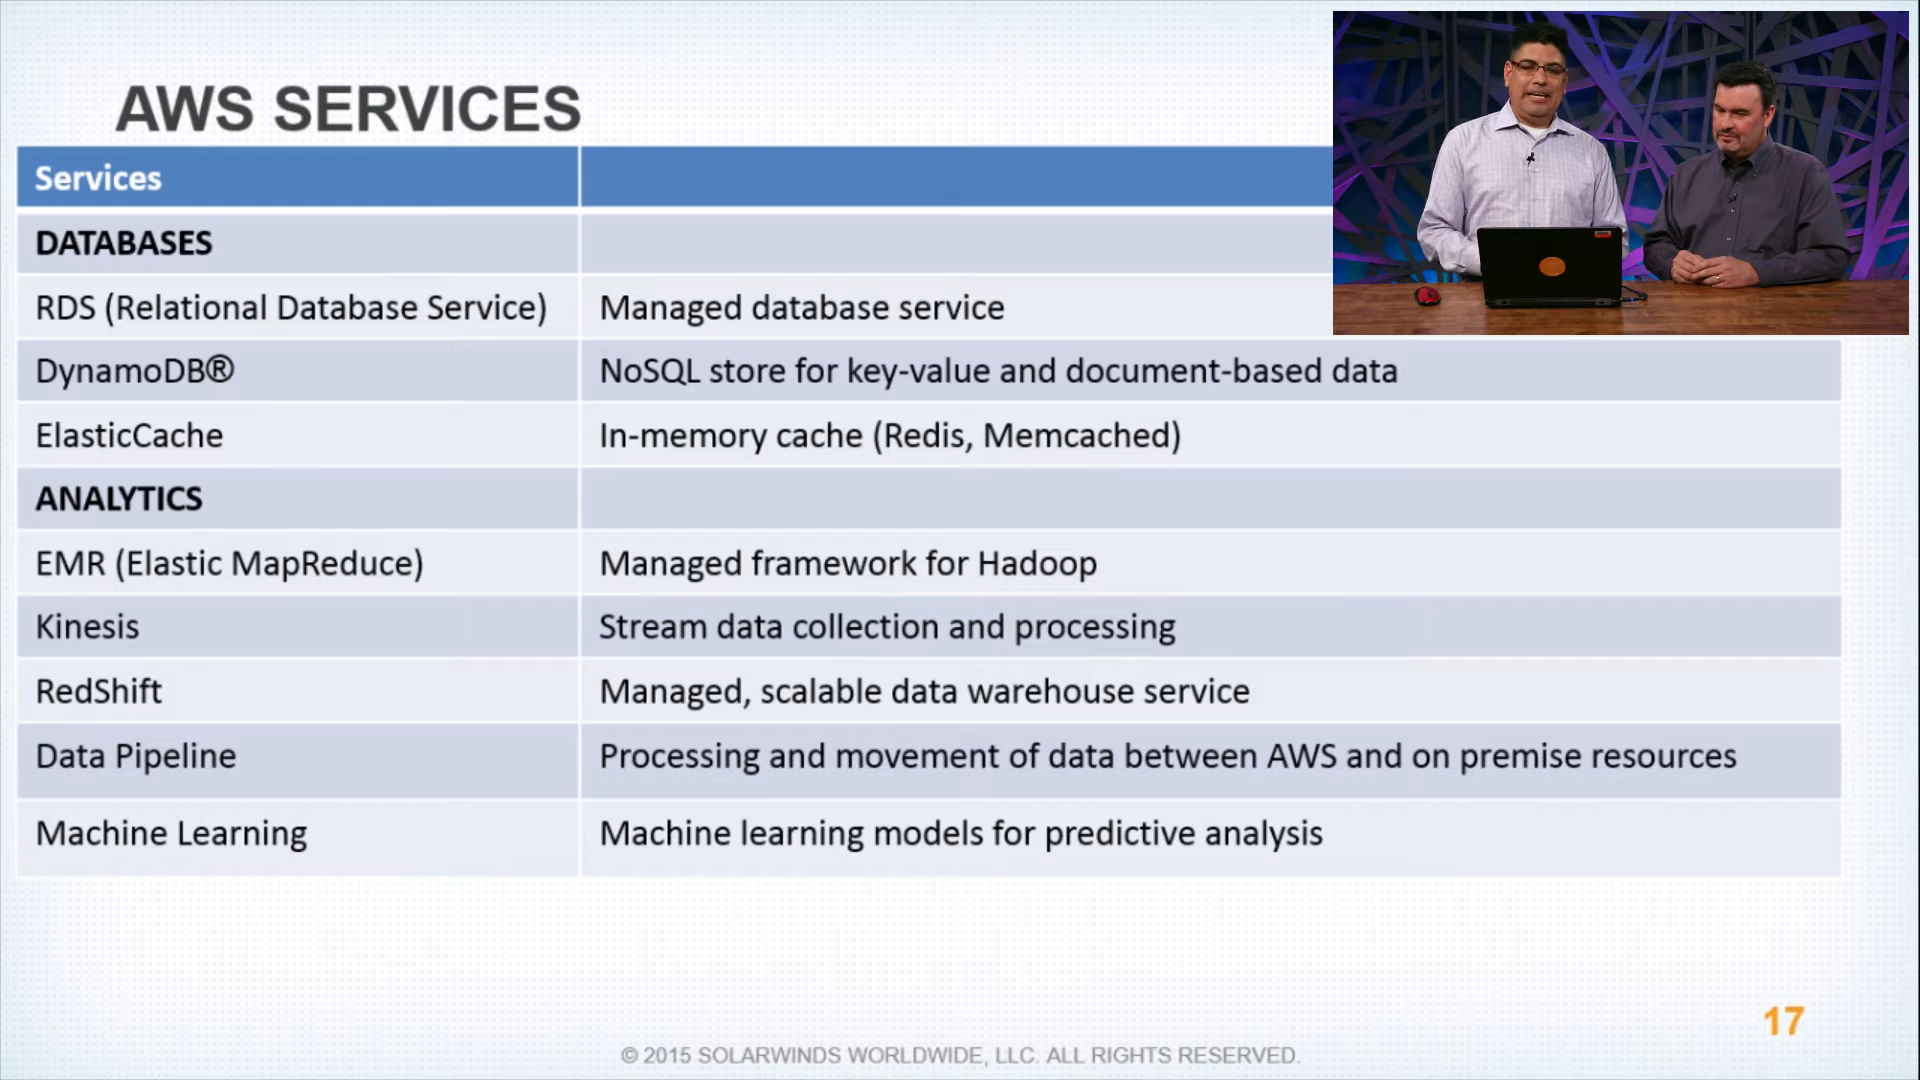 AWS SERVICES
Services
DATABASES
RDS (Relational Database Service) Managed database service
DynamoDB® NoSQL store for key-value and document-based data
ElasticCache In-memory cache (Redis, Memcached)
ANALYTICS
EMR (Elastic MapReduce) Managed framework for Hadoop
Kinesis Stream data collection and processing
RedShift Managed, scalable data warehouse service
Data Pipeline Processing and movement of data between AWS and on premise resources
Machine Learning Machine learning models for predictive analysis
17
© 2015 SOLARWINDS WORLDWIDE, LLC. ALL RIGHTS RESERVED.